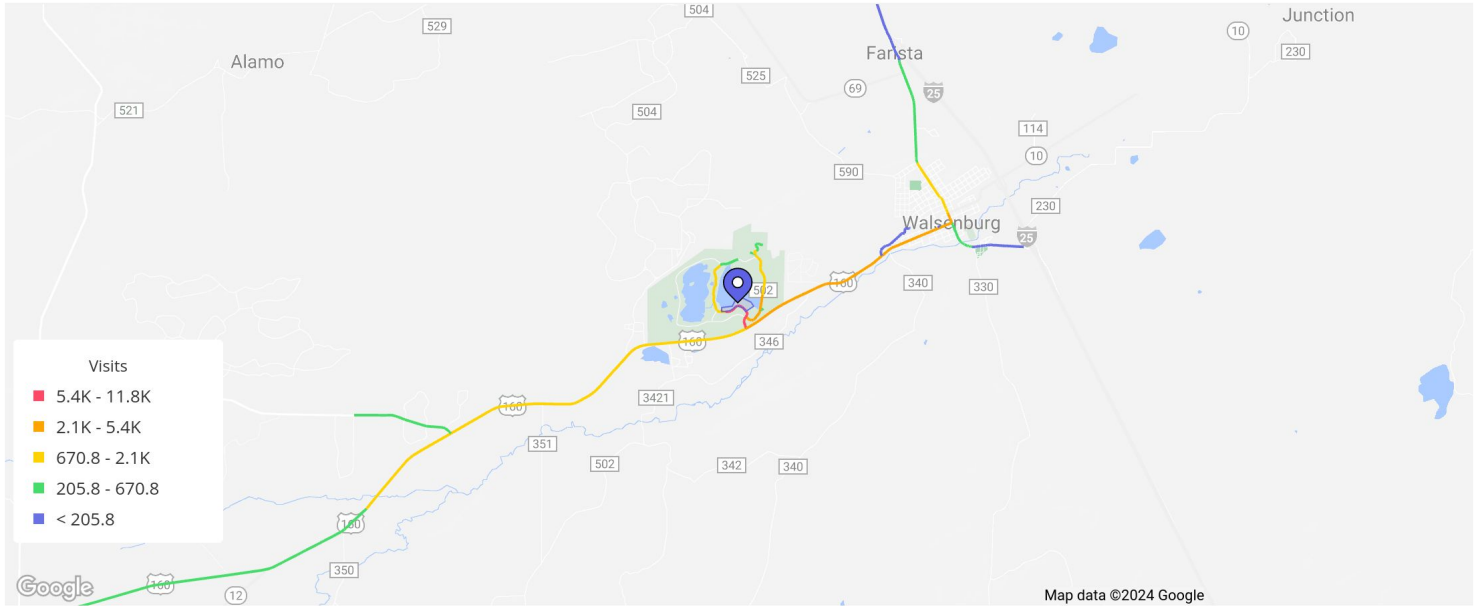 504
Junction
529
10
Farista
230
Alamo
525
69
25
521
504
114
10
590
230
Walsenburg
25
502
160
340
330
160
346
Visits
5.4K - 11.8K
2.1K - 5.4K
670.8 - 2.1K
205.8 - 670.8
< 205.8
3421
160
351
502
342
340
160
350
160
12
Google
Map data ©2024 Google